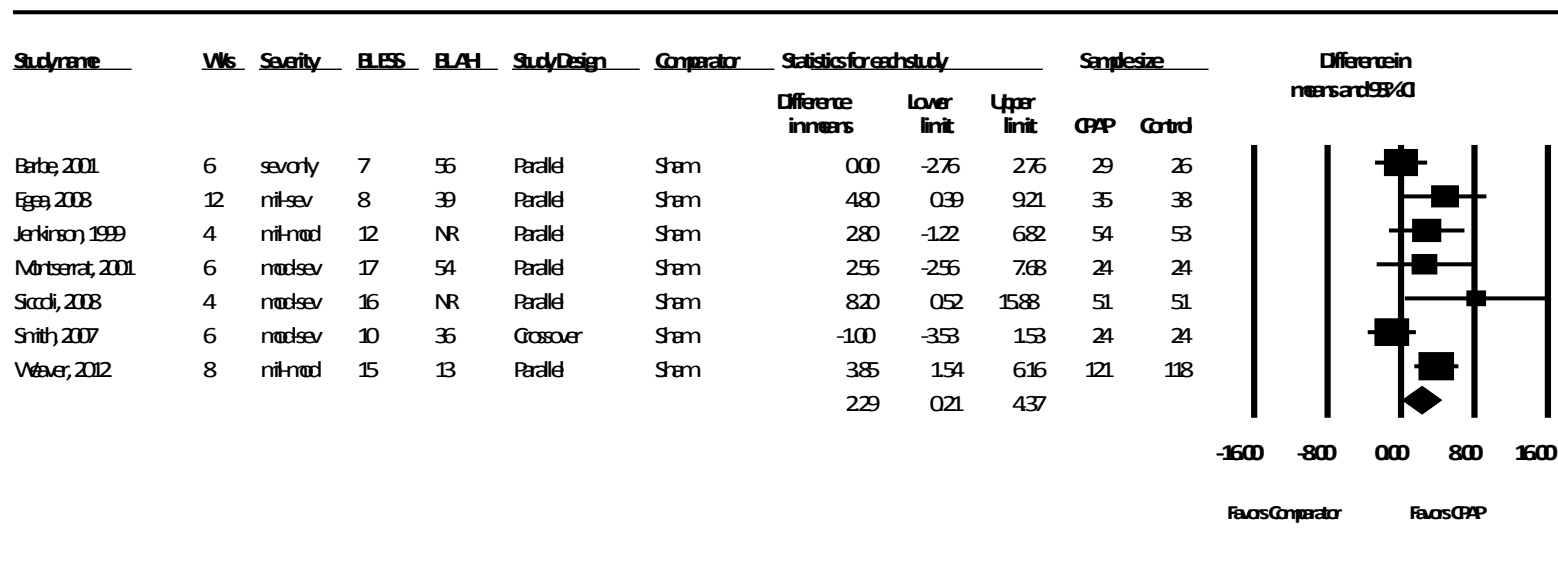 Study name Wks Severity BLESS BLAHI Study Design Comparator Statistics for each study Sample size Difference in means and 95% CI
Difference in means Lower limit Upper limit CPAP Control
Barbe, 2001 6 sev only 7 56 Parallel Sham 0.00 -2.76 2.76 29 26
Egea, 2008 12 mil-sev 8 39 Parallel Sham 4.80 0.39 9.21 35 38
Jenkinson, 1999 4 mil-mod 12 NR Parallel Sham 2.80 -1.22 6.82 54 53
Montserrat, 2001 6 mod-sev 17 54 Parallel Sham 2.56 -2.56 7.68 24 24
Siccoli, 2008 4 mod-sev 16 NR Parallel Sham 8.20 0.52 15.88 51 51
Smith, 2007 6 mod-sev 10 36 Crossover Sham -1.00 -3.53 1.53 24 24
Weaver, 2012 8 mil-mod 15 13 Parallel Sham 3.85 1.54 6.16 121 118
2.29 0.21 4.37
-16.00 -8.00 0.00 8.00 16.00
Favors Comparator Favors CPAP